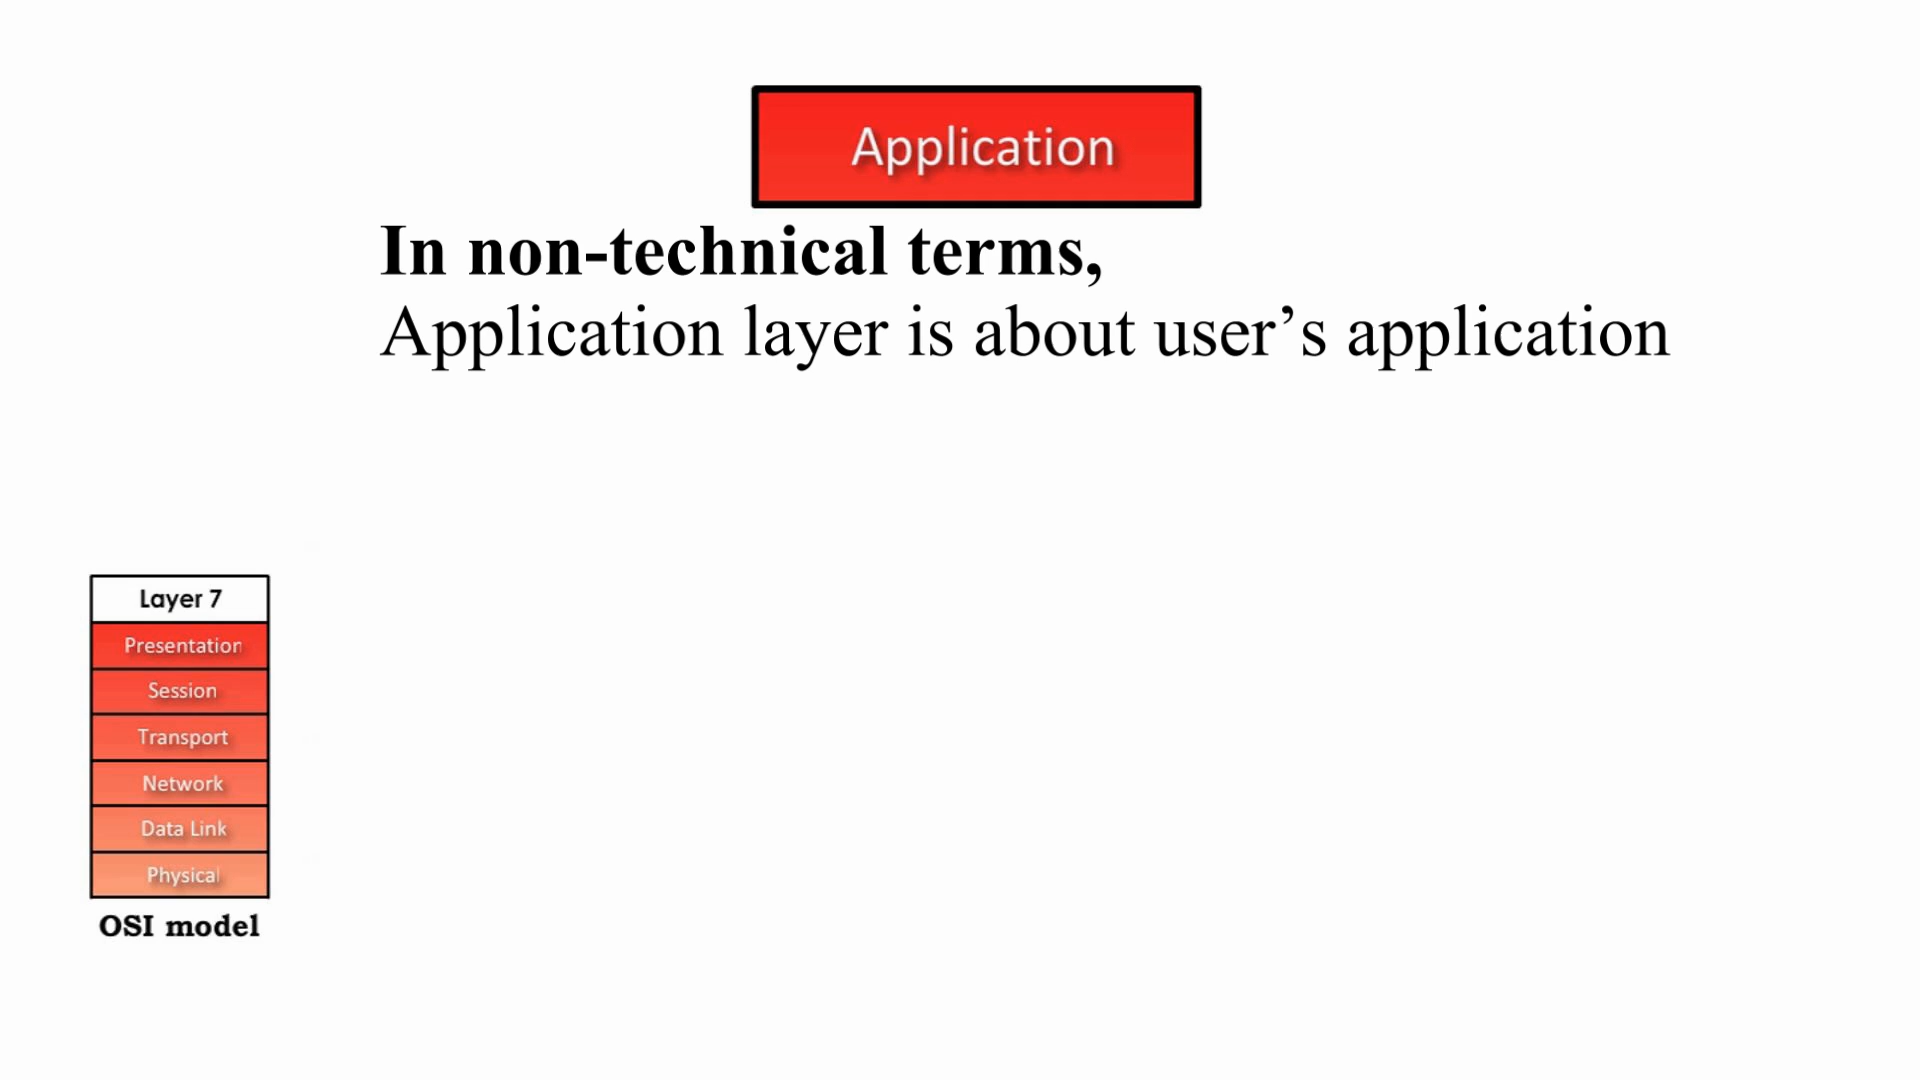 Application
In non-technical terms,
Application layer is about user’s application
Layer 7
Presentation
Session
Transport
Network
Data Link
Physical
OSI model